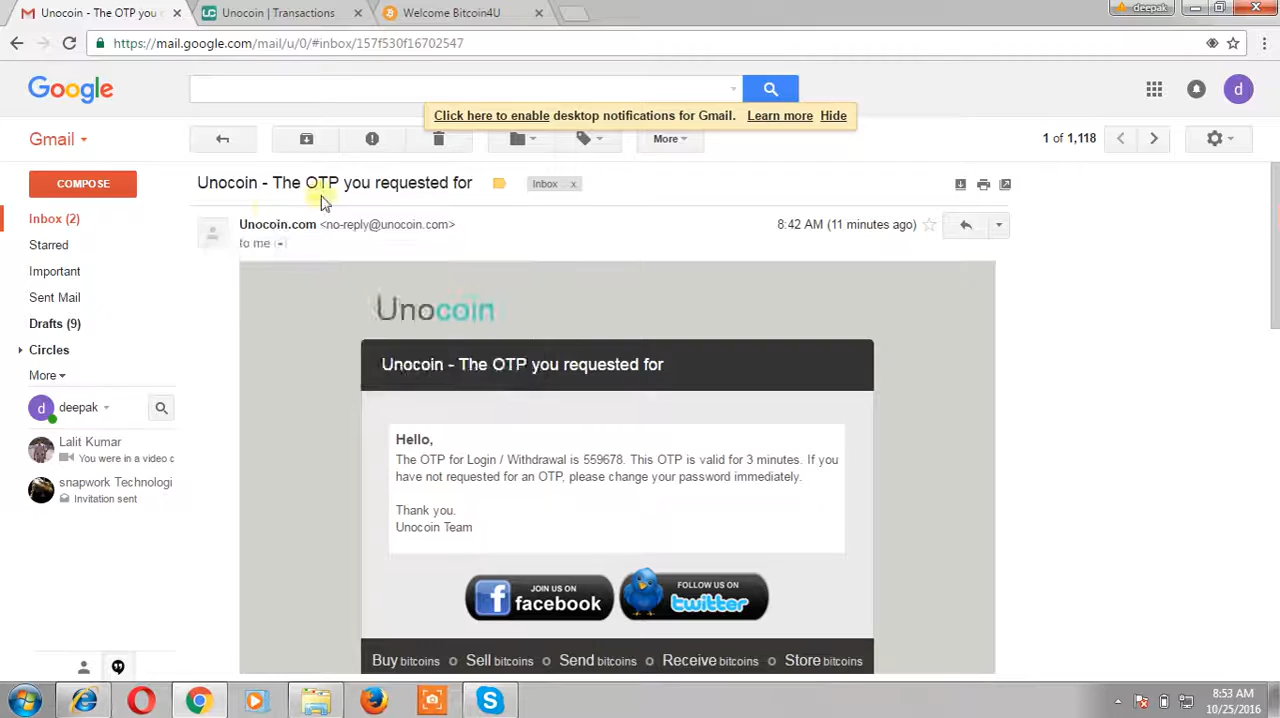 Unocoin - The OTP you
Unocoin | Transactions
Welcome Bitcoin4U
deepak
https://mail.google.com/mail/u/0/#inbox/157f530f16702547
Google
Click here to enable desktop notifications for Gmail. Learn more Hide
Gmail
More
1 of 1,118
COMPOSE
Unocoin - The OTP you requested for
Inbox x
Inbox (2)
Unocoin.com <no-reply@unocoin.com>
8:42 AM (11 minutes ago)
to me
Starred
Important
Sent Mail
Drafts (9)
Circles
More
deepak
Lalit Kumar
You were in a video c
snapwork Technologi
Invitation sent
Unocoin
Unocoin - The OTP you requested for
Hello,
The OTP for Login / Withdrawal is 559678. This OTP is valid for 3 minutes. If you
have not requested for an OTP, please change your password immediately.
Thank you.
Unocoin Team
JOIN US ON
facebook
FOLLOW US ON
twitter
Buy bitcoins o Sell bitcoins o Send bitcoins o Receive bitcoins o Store bitcoins
8:53 AM
10/25/2016